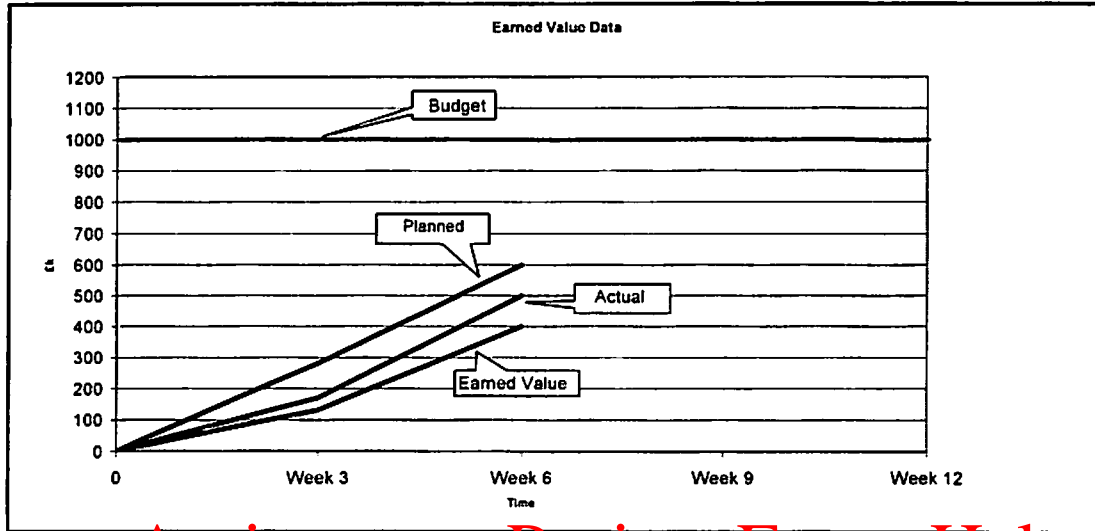 Earned Value Data
1200
1100
1000
900
800
700
600
500
400
300
200
100
0
£k
Budget
Planned
Actual
Earned Value
0 Week 3 Week 6 Week 9 Week 12
Time